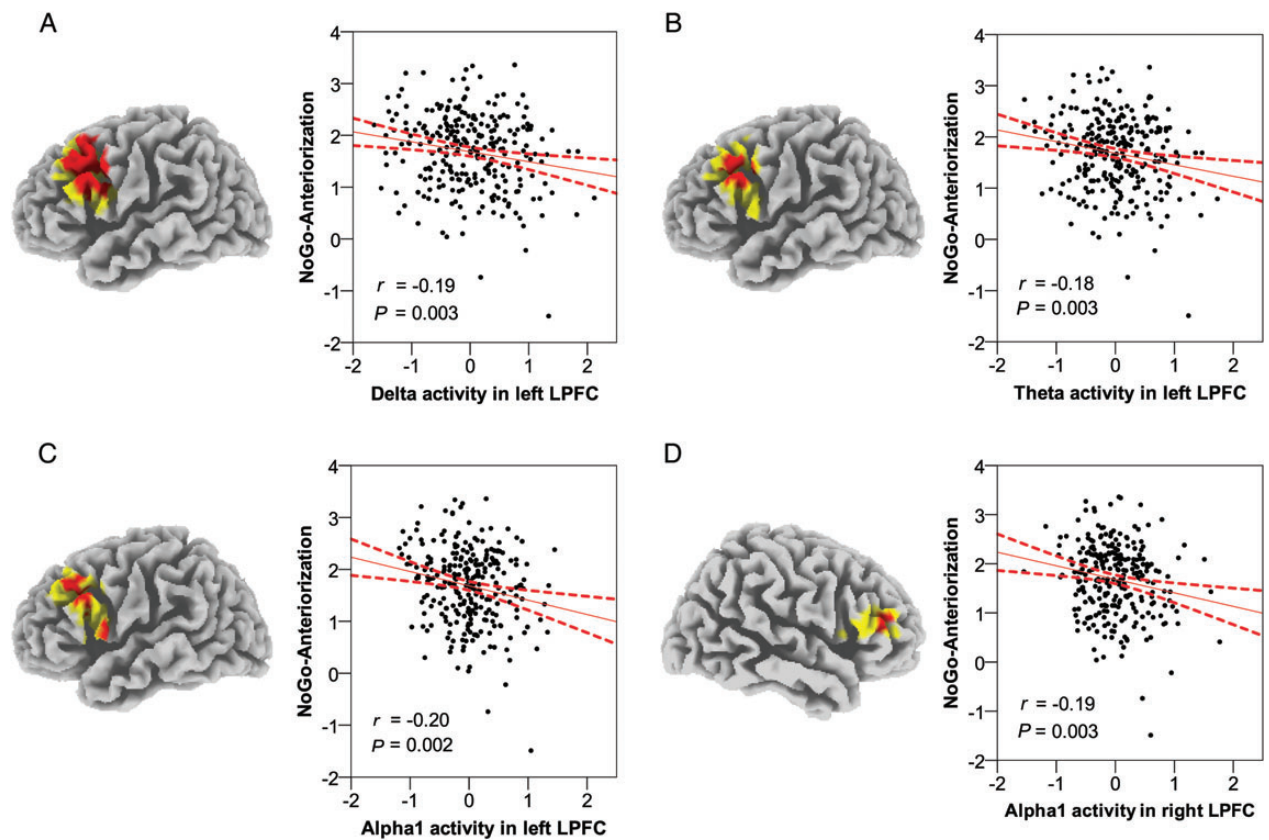 A
NoGo-Anteriorization
4
3
2
1
0
-1
-2
r = -0.19
P = 0.003
-2 -1 0 1 2
Delta activity in left LPFC
B
NoGo-Anteriorization
4
3
2
1
0
-1
-2
r = -0.18
P = 0.003
-2 -1 0 1 2
Theta activity in left LPFC
C
NoGo-Anteriorization
4
3
2
1
0
-1
-2
r = -0.20
P = 0.002
-2 -1 0 1 2
Alpha1 activity in left LPFC
D
NoGo-Anteriorization
4
3
2
1
0
-1
-2
r = -0.19
P = 0.003
-2 -1 0 1 2
Alpha1 activity in right LPFC